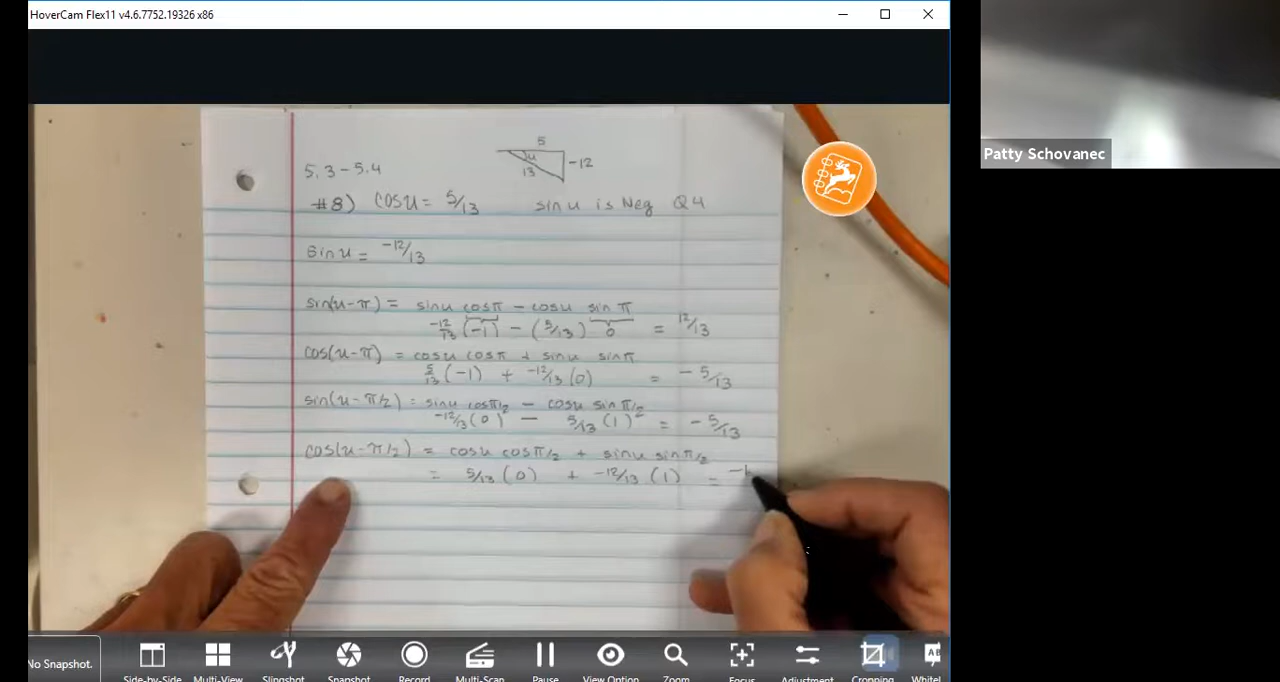 HoverCam Flex11 v4.6.7752.19326 x86
Patty Schovanec
5
5.3-5.4
u
-12
13
#8) cos u = 5/13 sin u is Neg Q4
sin u = -12/13
sin(u-π) = sin u cos π - cos u sin π
-12/13 (-1) - (5/13) 0 = 12/13
cos(u-π) = cos u cos π + sin u sin π
5/13 (-1) + -12/13 (0) = -5/13
sin(u-π/2) = sin u cos π/2 - cos u sin π/2
-12/13 (0) - 5/13 (1) = -5/13
cos(u-π/2) = cos u cos π/2 + sin u sin π/2
= 5/13 (0) + -12/13 (1) = -1
No Snapshot.
Side-by-Side Multi-View Slingshot Snapshot Record Multi-Scan Pause View Option Zoom Focus Adjustment Cropping Whitel